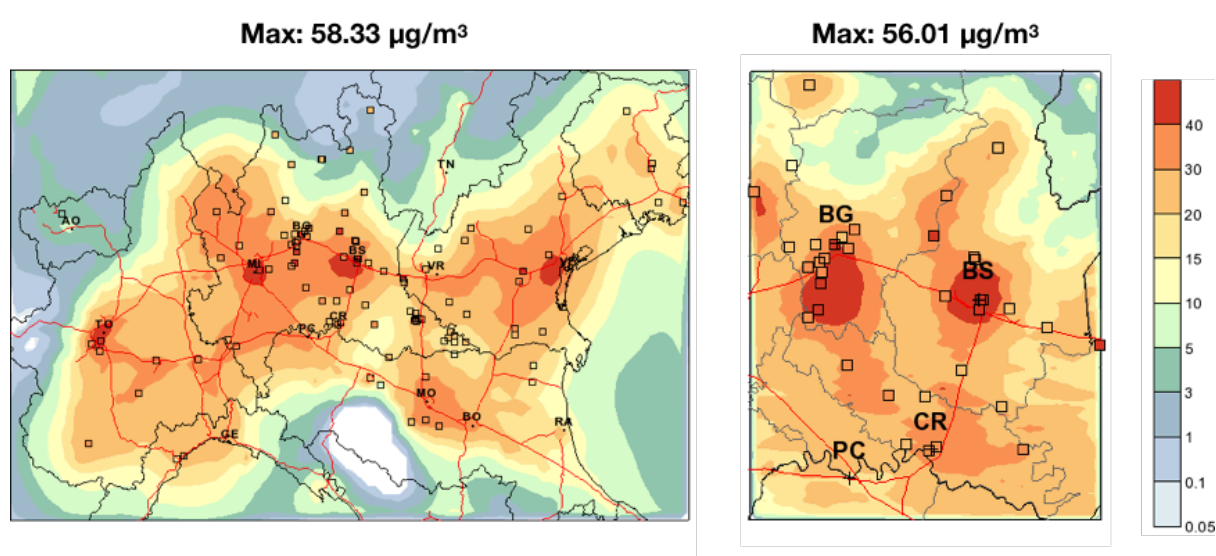 Max: 58.33 µg/m³
Max: 56.01 µg/m³
TN
AO
BG
BS
MI
VR
VE
TO
CR
PC
MO
BO
RA
GE
BG
BS
CR
PC
40
30
20
15
10
5
3
1
0.1
0.05